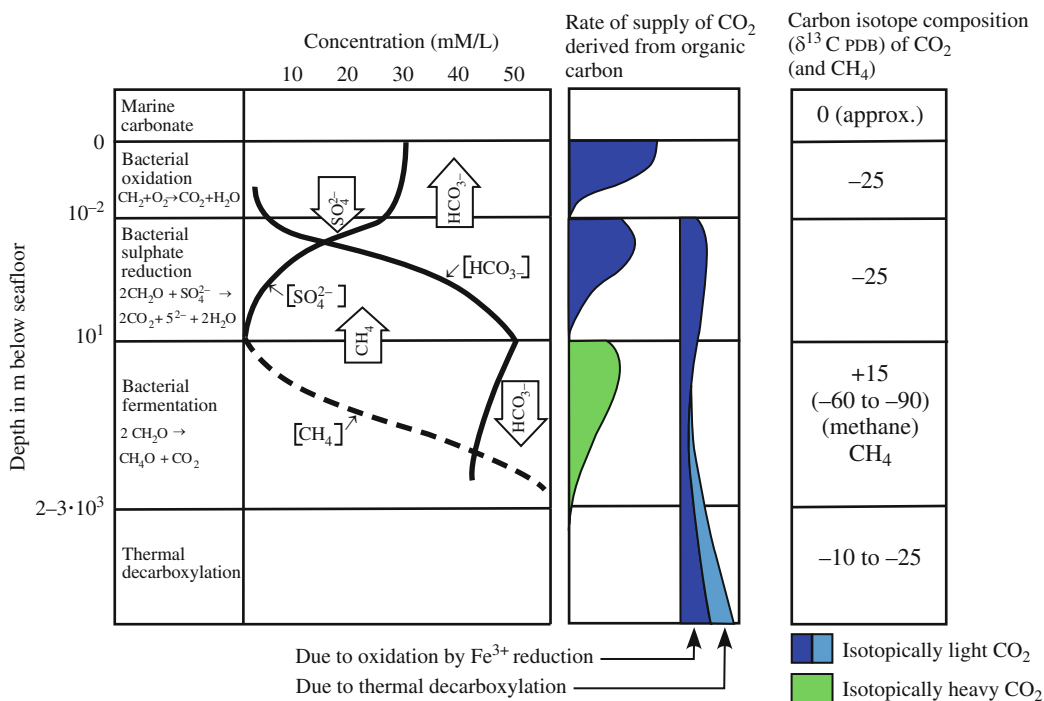 Concentration (mM/L)
10 20 30 40 50
Rate of supply of CO₂
derived from organic
carbon
Carbon isotope composition
(δ¹³ C PDB) of CO₂
(and CH₄)
Depth in m below seafloor
Marine
carbonate
0 (approx.)
0
Bacterial
oxidation
CH₂+O₂→CO₂+H₂O
SO₄²⁻
HCO₃₋
–25
10⁻²
Bacterial
sulphate
reduction
2CH₂O + SO₄²⁻ →
2CO₂+ 5²⁻ + 2H₂O
[HCO₃₋]
[SO₄²⁻]
CH₄
–25
10¹
Bacterial
fermentation
2 CH₂O →
CH₄O + CO₂
[CH₄]
HCO₃₋
+15
(–60 to –90)
(methane)
CH₄
2–3·10³
Thermal
decarboxylation
–10 to –25
Due to oxidation by Fe³⁺ reduction
Due to thermal decarboxylation
Isotopically light CO₂
Isotopically heavy CO₂